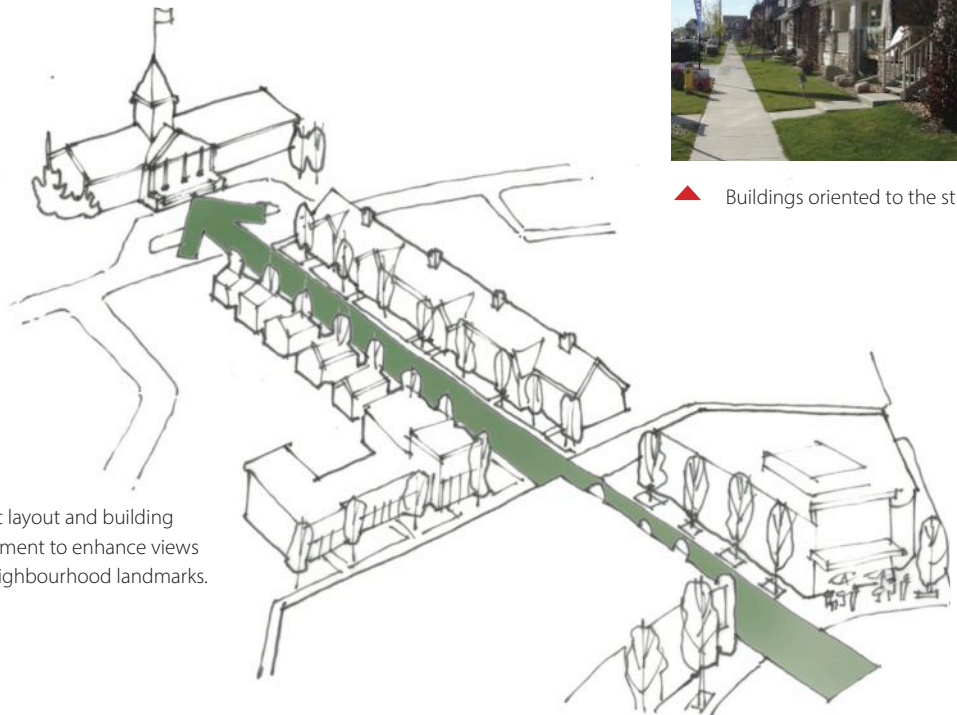 Buildings oriented to the st
t layout and building
ment to enhance views
ighbourhood landmarks.